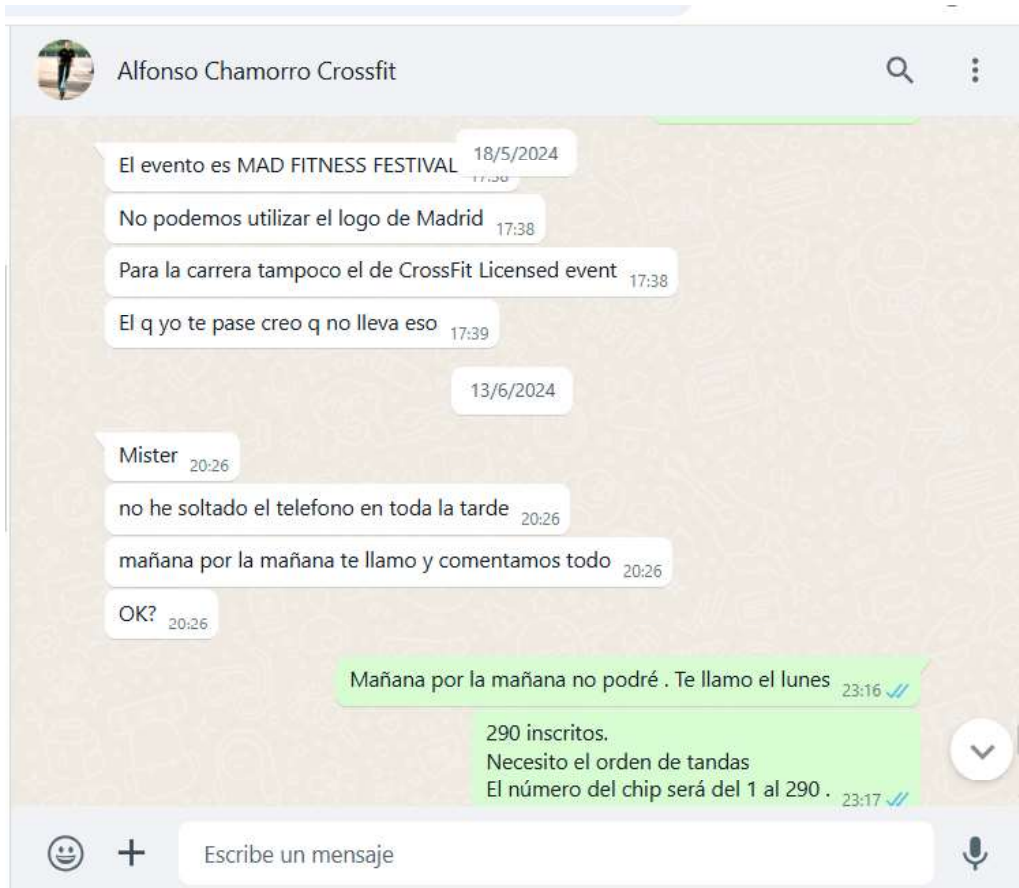 Alfonso Chamorro Crossfit
18/5/2024
El evento es MAD FITNESS FESTIVAL 17:38
No podemos utilizar el logo de Madrid 17:38
Para la carrera tampoco el de CrossFit Licensed event 17:38
El q yo te pase creo q no lleva eso 17:39
13/6/2024
Mister 20:26
no he soltado el telefono en toda la tarde 20:26
mañana por la mañana te llamo y comentamos todo 20:26
OK? 20:26
Mañana por la mañana no podré . Te llamo el lunes 23:16
290 inscritos.
Necesito el orden de tandas
El número del chip será del 1 al 290 . 23:17
Escribe un mensaje